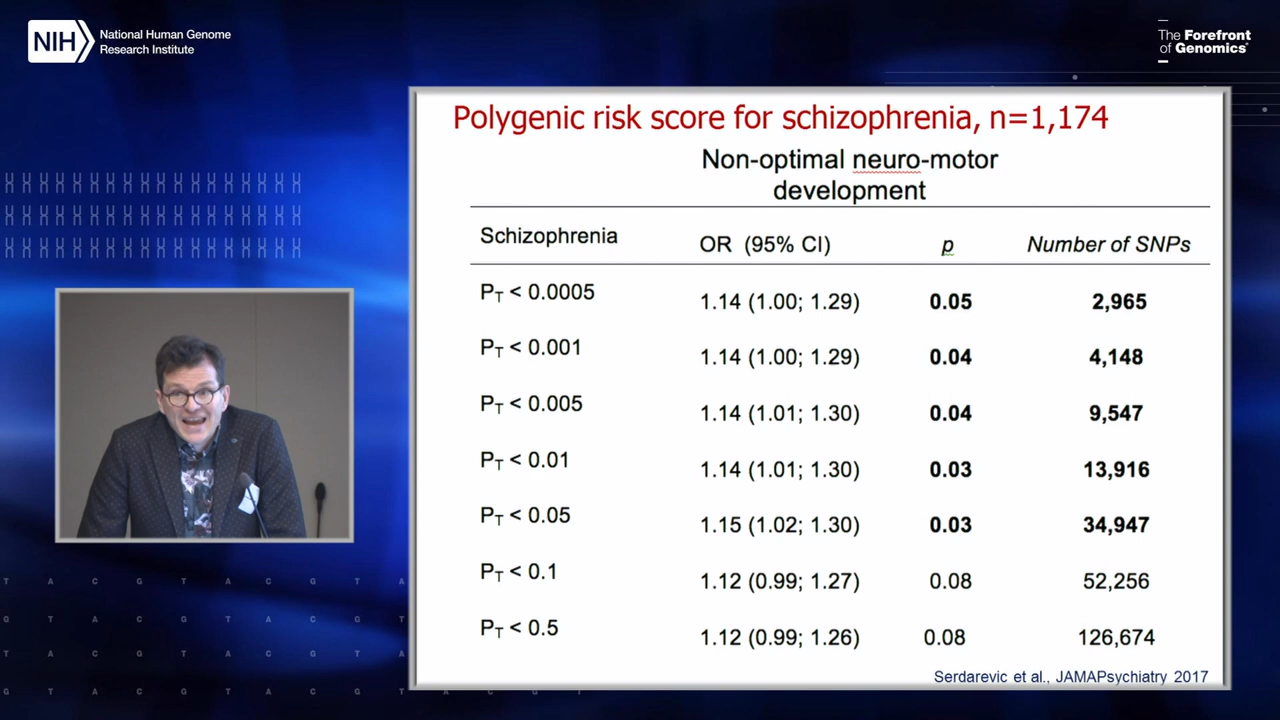 NIH
National Human Genome
Research Institute
The Forefront
of Genomics®
Polygenic risk score for schizophrenia, n=1,174
Non-optimal neuro-motor
development
Schizophrenia OR (95% CI) p Number of SNPs
PT < 0.0005 1.14 (1.00; 1.29) 0.05 2,965
PT < 0.001 1.14 (1.00; 1.29) 0.04 4,148
PT < 0.005 1.14 (1.01; 1.30) 0.04 9,547
PT < 0.01 1.14 (1.01; 1.30) 0.03 13,916
PT < 0.05 1.15 (1.02; 1.30) 0.03 34,947
PT < 0.1 1.12 (0.99; 1.27) 0.08 52,256
PT < 0.5 1.12 (0.99; 1.26) 0.08 126,674
Serdarevic et al., JAMAPsychiatry 2017
T A C G T A C G T A
G T A C G T A C G T
T A C G T A C G T A
G T A C G T A C G T A C G T